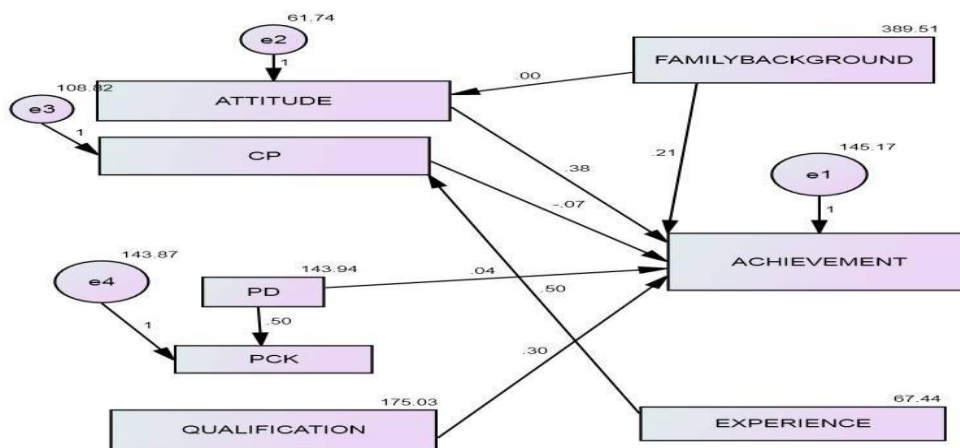 61.74
e2
1
389.51
FAMILYBACKGROUND
.00
ATTITUDE
108.82
e3
1
CP
.38
.21
145.17
e1
1
-.07
ACHIEVEMENT
143.87
e4
1
143.94
PD
.04
.50
.50
PCK
.30
175.03
QUALIFICATION
67.44
EXPERIENCE